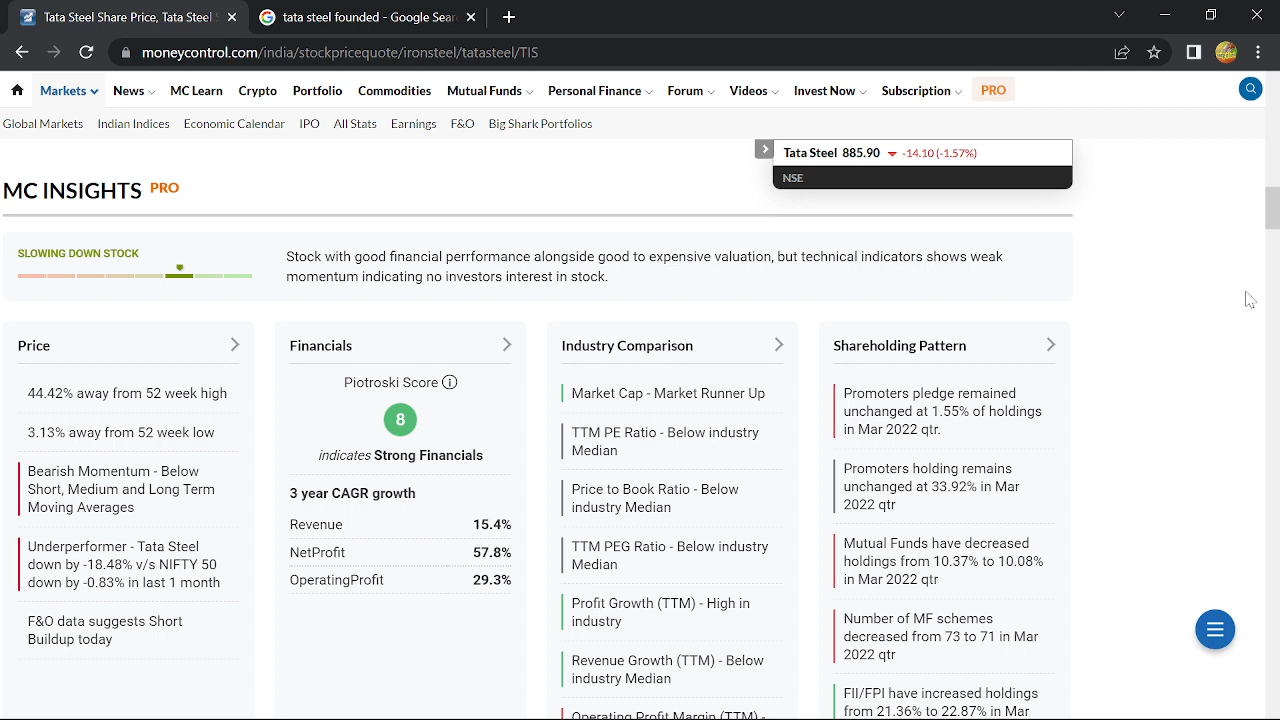 Tata Steel Ltd. Stock Price, Shar
tata steel - Google Search
moneycontrol.com/india/stockpricequote/ironsteel/tatasteel/TIS
Markets News MC Learn Crypto Portfolio Commodities Mutual Funds Personal Finance Forum Videos Invest Now Subscription PRO
Global Markets Indian Indices Economic Calendar IPO All Stats Earnings F&O Big Shark Portfolios
Tata Steel 885.90 -14.10 (-1.57%)
NSE
MC INSIGHTS PRO
SLOWING DOWN STOCK
Stock with good financial performance alongside good to expensive valuation, but technical indicators shows weak
momentum indicating no investors interest in stock.
Price
44.42% away from 52 week high
3.13% away from 52 week low
Bearish Momentum - Below
Short, Medium and Long Term
Moving Averages
Underperformer - Tata Steel
down by -18.48% v/s NIFTY 50
down by -0.83% in last 1 month
F&O data suggests Short
Buildup today
Financials
Piotroski Score
8
indicates Strong Financials
3 year CAGR growth
Revenue 15.4%
NetProfit 57.8%
OperatingProfit 29.3%
Industry Comparison
Market Cap - Market Runner Up
TTM PE Ratio - Below industry
Median
Price to Book Ratio - Below
industry Median
TTM PEG Ratio - Below industry
Median
Profit Growth (TTM) - High in
industry
Revenue Growth (TTM) - Below
industry Median
Operating Profit Margin (TTM) -
Shareholding Pattern
Promoters pledge remained
unchanged at 1.55% of holdings
in Mar 2022 qtr.
Promoters holding remains
unchanged at 33.92% in Mar
2022 qtr
Mutual Funds have decreased
holdings from 10.37% to 10.08%
in Mar 2022 qtr
Number of MF schemes
decreased from 73 to 71 in Mar
2022 qtr
FII/FPI have increased holdings
from 21.36% to 22.87% in Mar